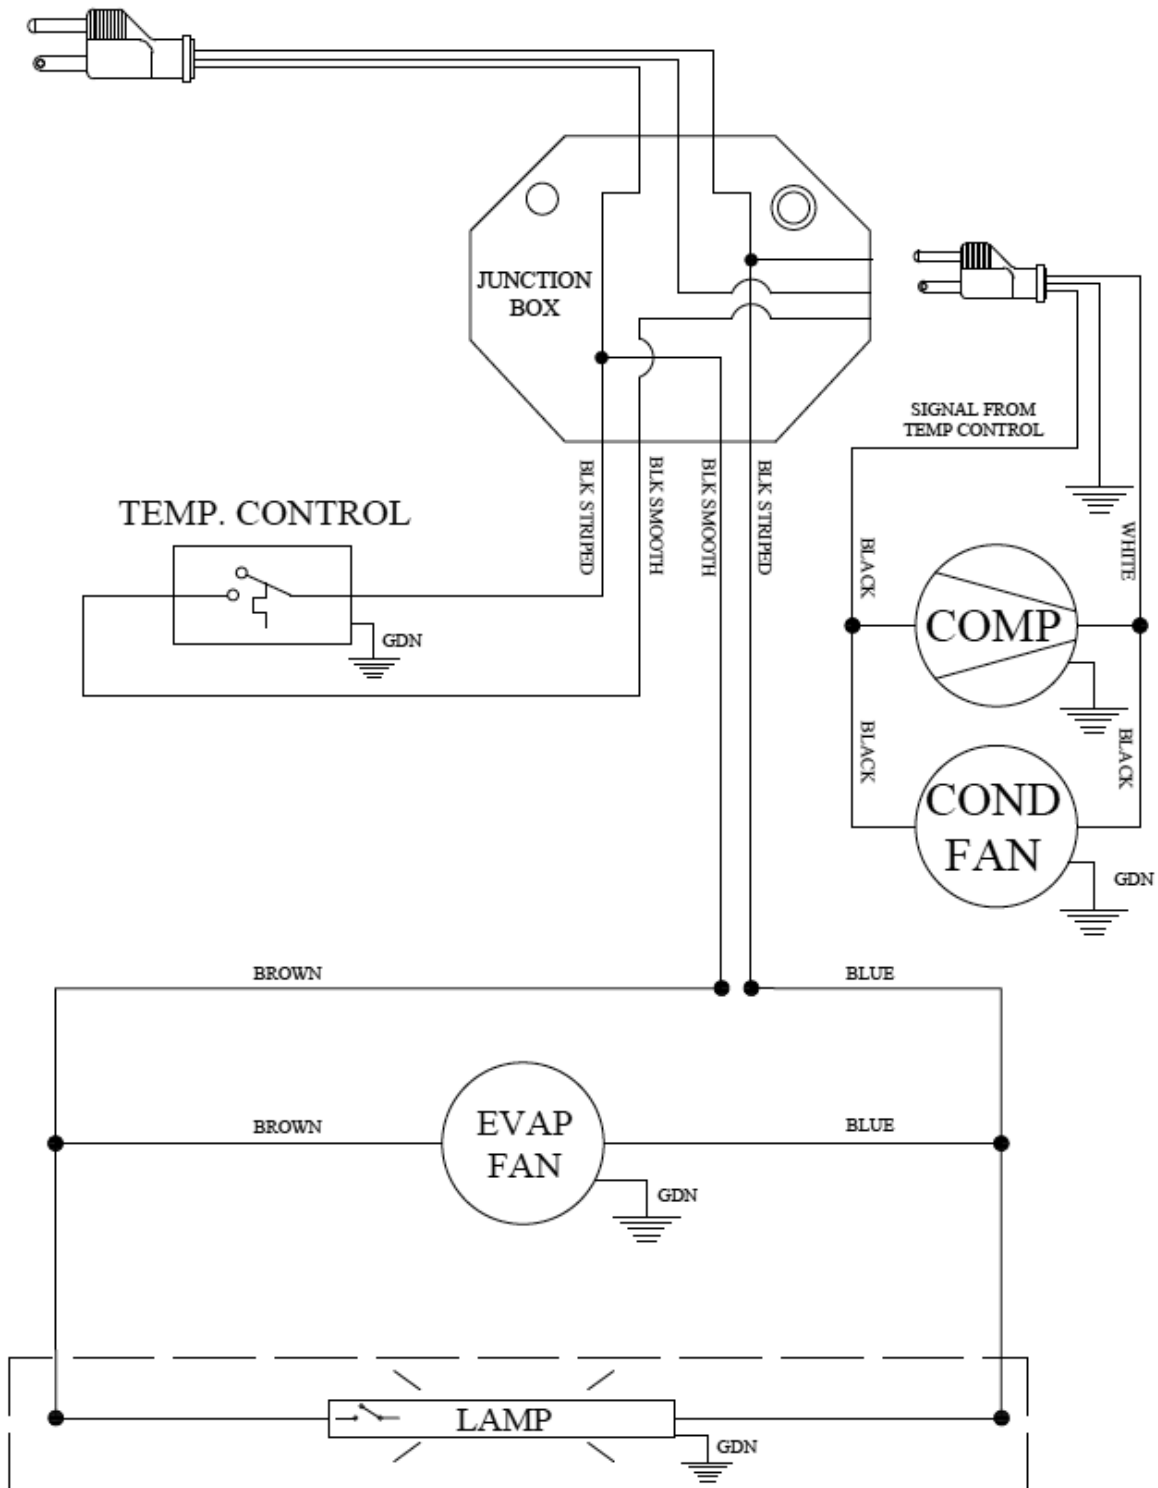 JUNCTION
BOX
SIGNAL FROM
TEMP CONTROL
BLK STRIPED
BLK SMOOTH
BLK SMOOTH
BLK STRIPED
TEMP. CONTROL
GDN
BLACK
WHITE
COMP
BLACK
BLACK
COND
FAN
GDN
BROWN
BLUE
BROWN
EVAP
FAN
BLUE
GDN
LAMP
GDN